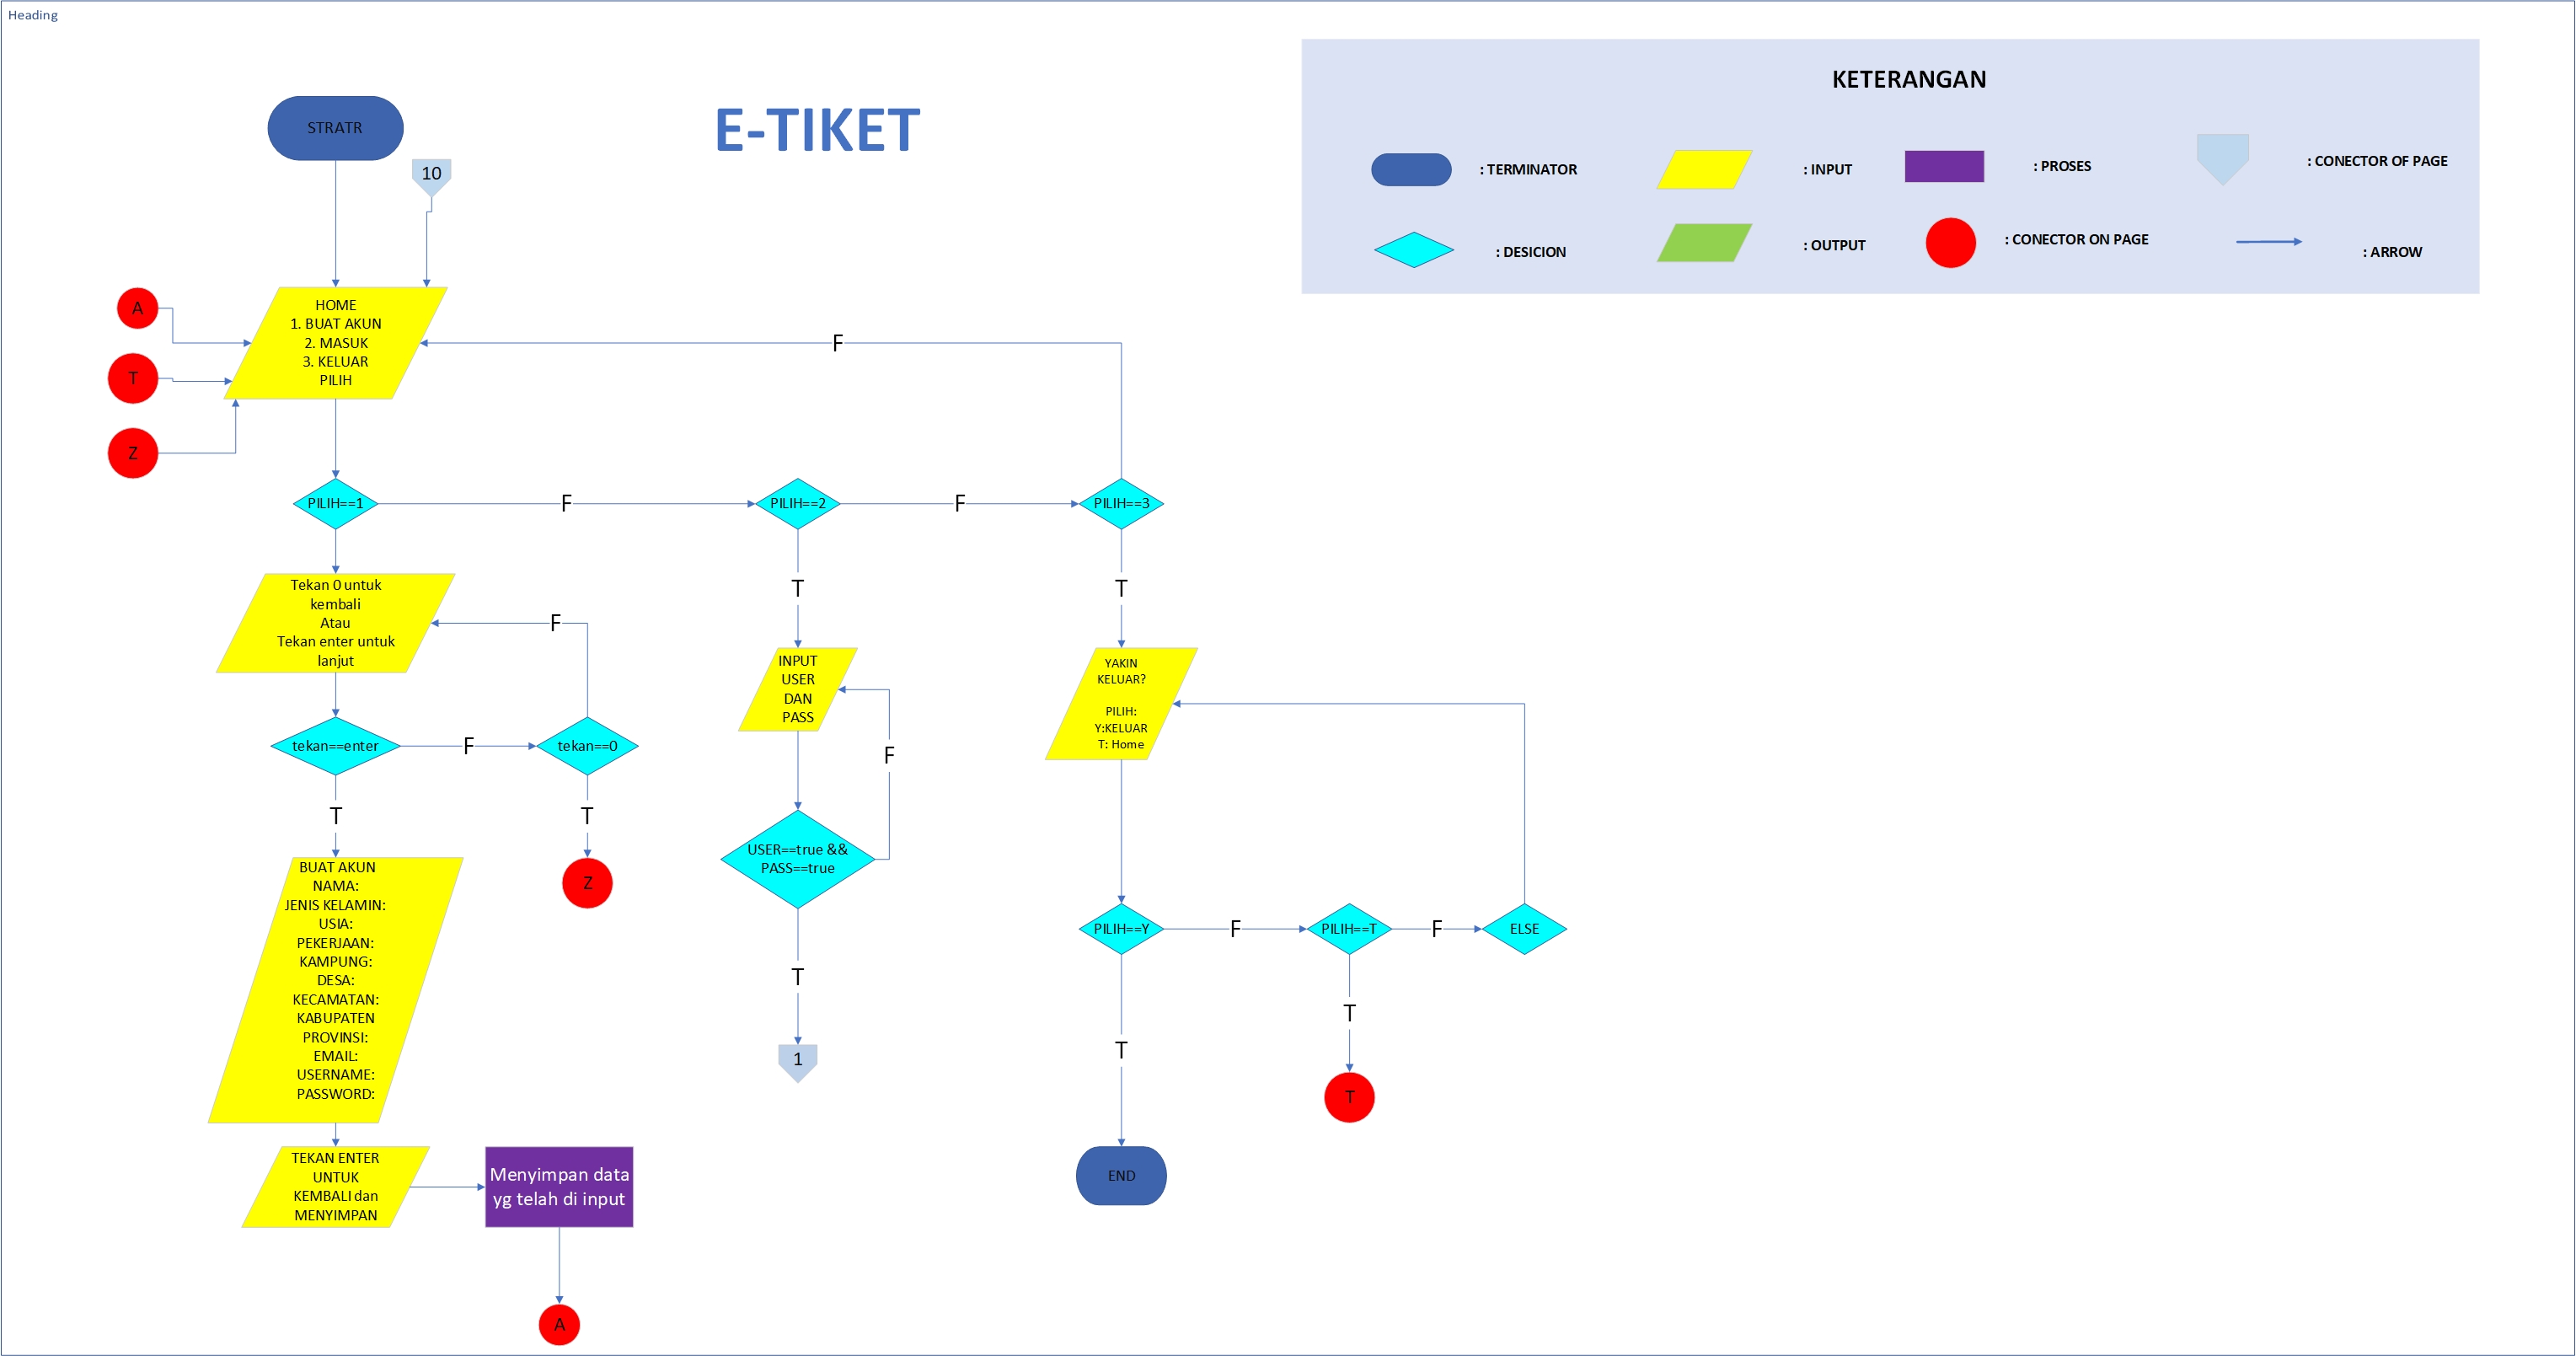 Heading
E-TIKET
KETERANGAN
: TERMINATOR
: INPUT
: PROSES
: CONECTOR OF PAGE
: DESICION
: OUTPUT
: CONECTOR ON PAGE
: ARROW
STRATR
10
A
T
Z
HOME
1. BUAT AKUN
2. MASUK
3. KELUAR
PILIH
F
PILIH==1
F
PILIH==2
F
PILIH==3
Tekan 0 untuk
kembali
Atau
Tekan enter untuk
lanjut
F
T
T
tekan==enter
F
tekan==0
T
T
Z
INPUT
USER
DAN
PASS
F
USER==true &&
PASS==true
T
1
YAKIN
KELUAR?
PILIH:
Y:KELUAR
T: Home
PILIH==Y
F
PILIH==T
F
ELSE
T
T
T
END
BUAT AKUN
NAMA:
JENIS KELAMIN:
USIA:
PEKERJAAN:
KAMPUNG:
DESA:
KECAMATAN:
KABUPATEN
PROVINSI:
EMAIL:
USERNAME:
PASSWORD:
TEKAN ENTER
UNTUK
KEMBALI dan
MENYIMPAN
Menyimpan data
yg telah di input
A